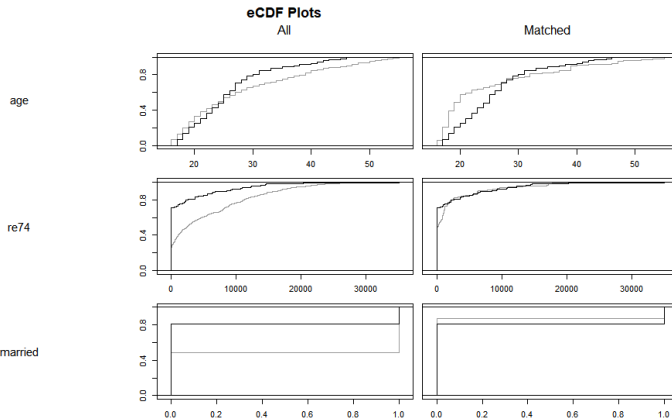 eCDF Plots
All Matched
age
0.0 0.4 0.8
20 30 40 50 20 30 40 50
re74
0.0 0.4 0.8
0 10000 20000 30000 0 10000 20000 30000
married
0.0 0.4 0.8
0.0 0.2 0.4 0.6 0.8 1.0 0.0 0.2 0.4 0.6 0.8 1.0